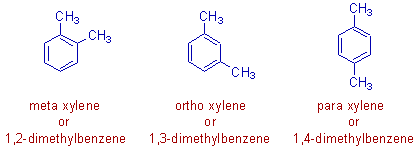 CH3
CH3
CH3
CH3
CH3
CH3
meta xylene
or
1,2-dimethylbenzene
ortho xylene
or
1,3-dimethylbenzene
para xylene
or
1,4-dimethylbenzene